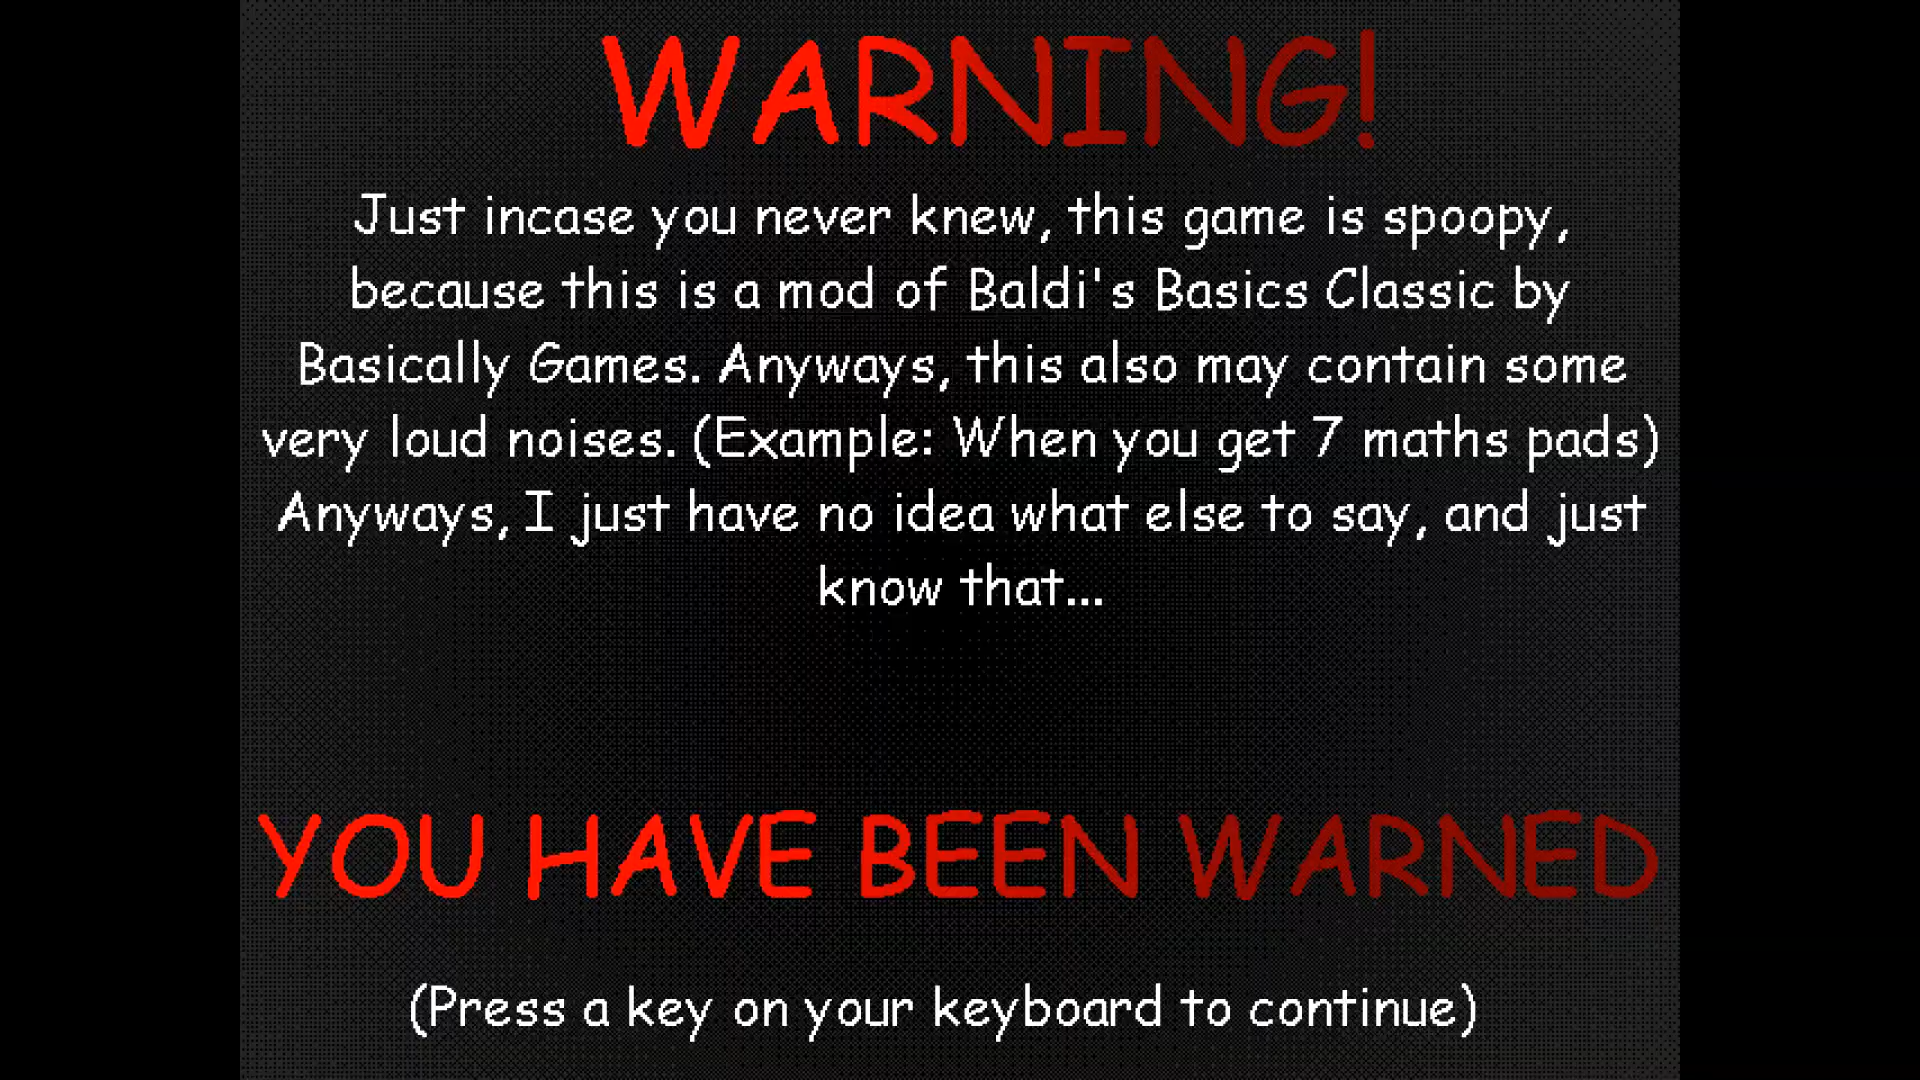 WARNING!
Just incase you never knew, this game is spoopy,
because this is a mod of Baldi's Basics Classic by
Basically Games. Anyways, this also may contain some
very loud noises. (Example: When you get 7 maths pads)
Anyways, I just have no idea what else to say, and just
know that...
YOU HAVE BEEN WARNED
(Press a key on your keyboard to continue)